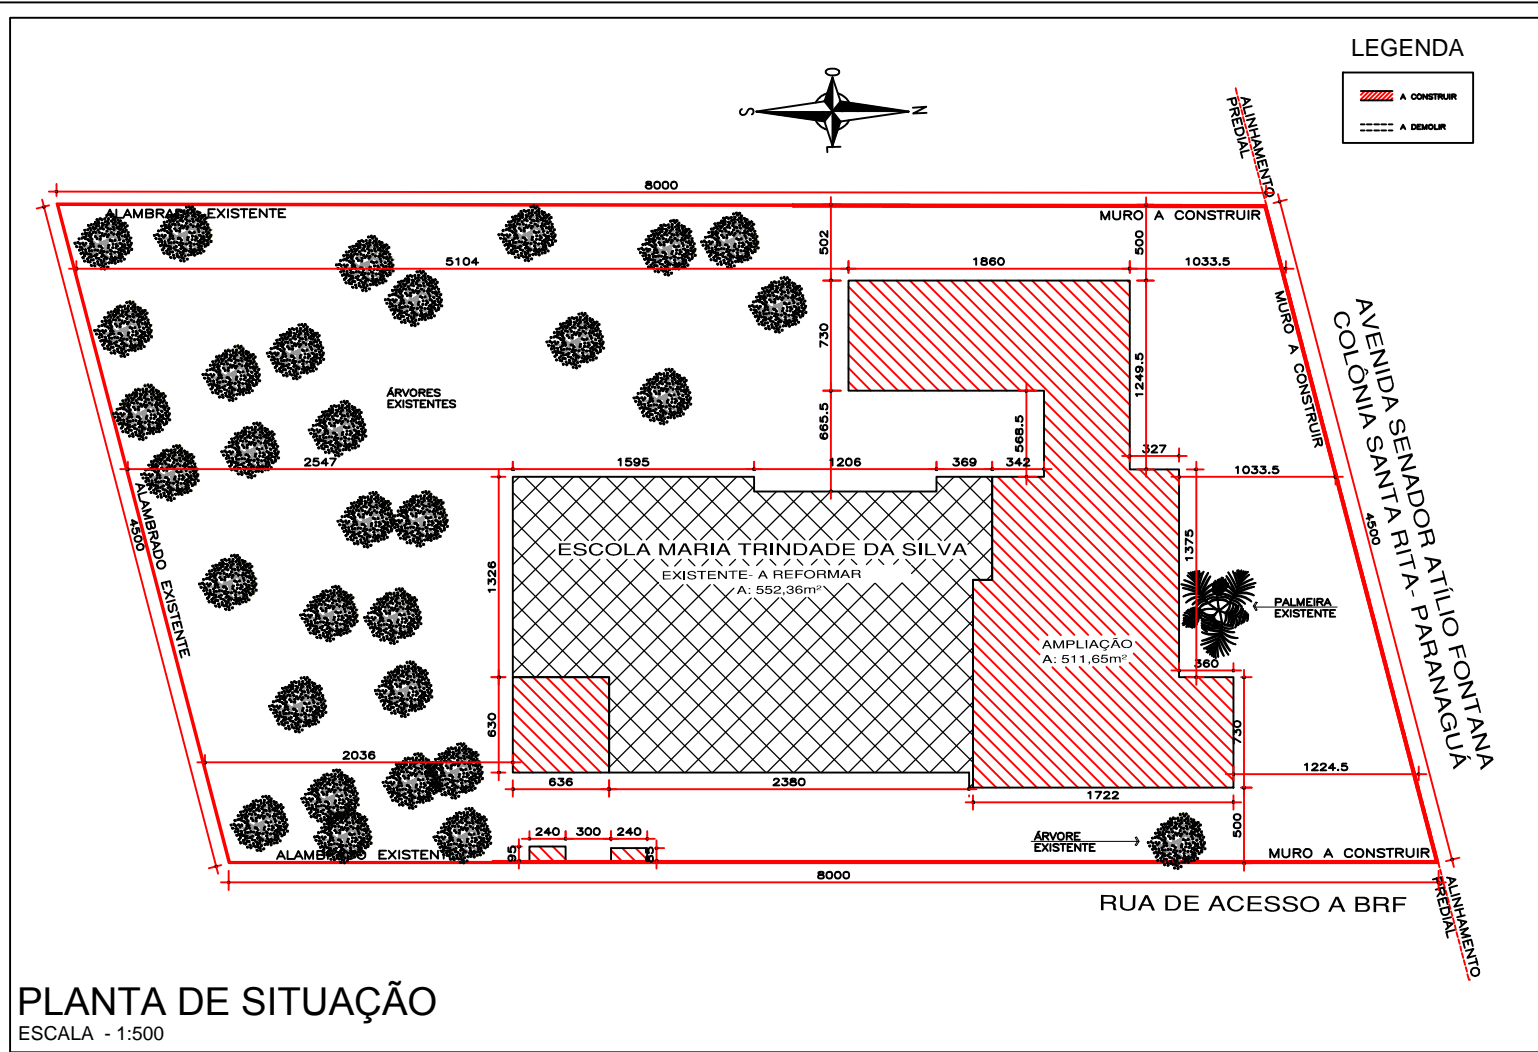 LEGENDA
A CONSTRUIR
A DEMOLIR
O
S
N
L
ALINHAMENTO
PREDIAL
8000
ALAMBRADO EXISTENTE
MURO A CONSTRUIR
502
500
5104
1860
1033.5
730
1249.5
MURO A CONSTRUIR
AVENIDA SENADOR ATÍLIO FONTANA
COLÔNIA SANTA RITA- PARANAGUÁ
ÁRVORES
EXISTENTES
665.5
568.5
327
2547
1595
1206
369
342
1033.5
4500
ALAMBRADO EXISTENTE
4500
1326
1375
ESCOLA MARIA TRINDADE DA SILVA
EXISTENTE- A REFORMAR
A: 552,36m²
PALMEIRA
EXISTENTE
AMPLIAÇÃO
A: 511,65m²
360
630
730
2036
1224.5
636
2380
1722
500
240
300
240
95
85
ÁRVORE
EXISTENTE
ALAMBRADO EXISTENTE
MURO A CONSTRUIR
8000
RUA DE ACESSO A BRF
ALINHAMENTO
PREDIAL
PLANTA DE SITUAÇÃO
ESCALA - 1:500